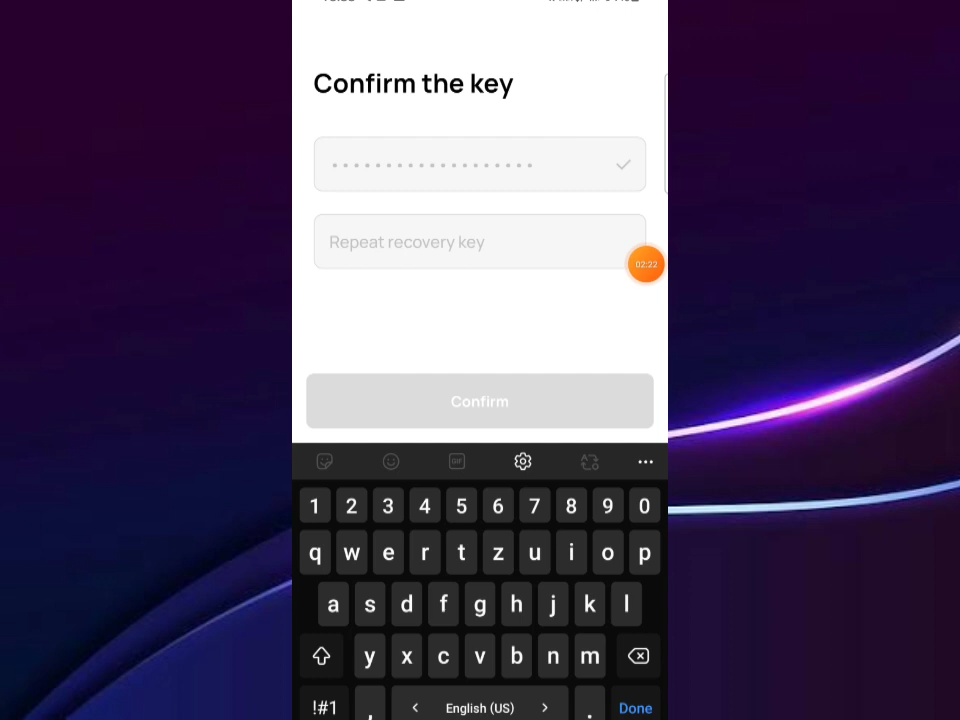 Confirm the key
Repeat recovery key
02:22
Confirm
GIF
1 2 3 4 5 6 7 8 9 0
q w e r t z u i o p
a s d f g h j k l
y x c v b n m
!#1 , < English (US) > . Done